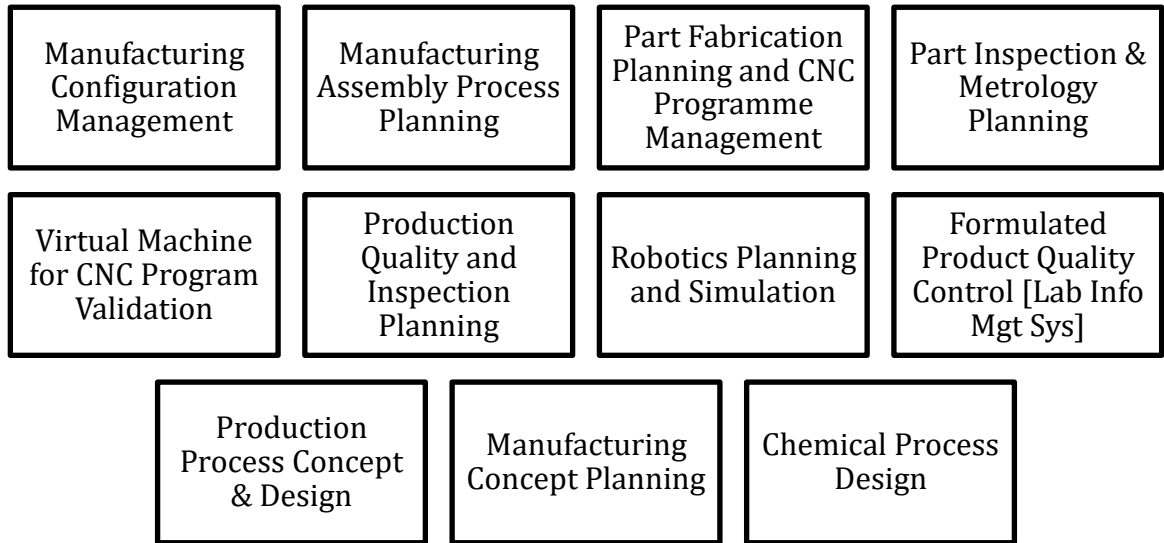 Manufacturing
Configuration
Management
Manufacturing
Assembly Process
Planning
Part Fabrication
Planning and CNC
Programme
Management
Part Inspection &
Metrology
Planning
Virtual Machine
for CNC Program
Validation
Production
Quality and
Inspection
Planning
Robotics Planning
and Simulation
Formulated
Product Quality
Control [Lab Info
Mgt Sys]
Production
Process Concept
& Design
Manufacturing
Concept Planning
Chemical Process
Design